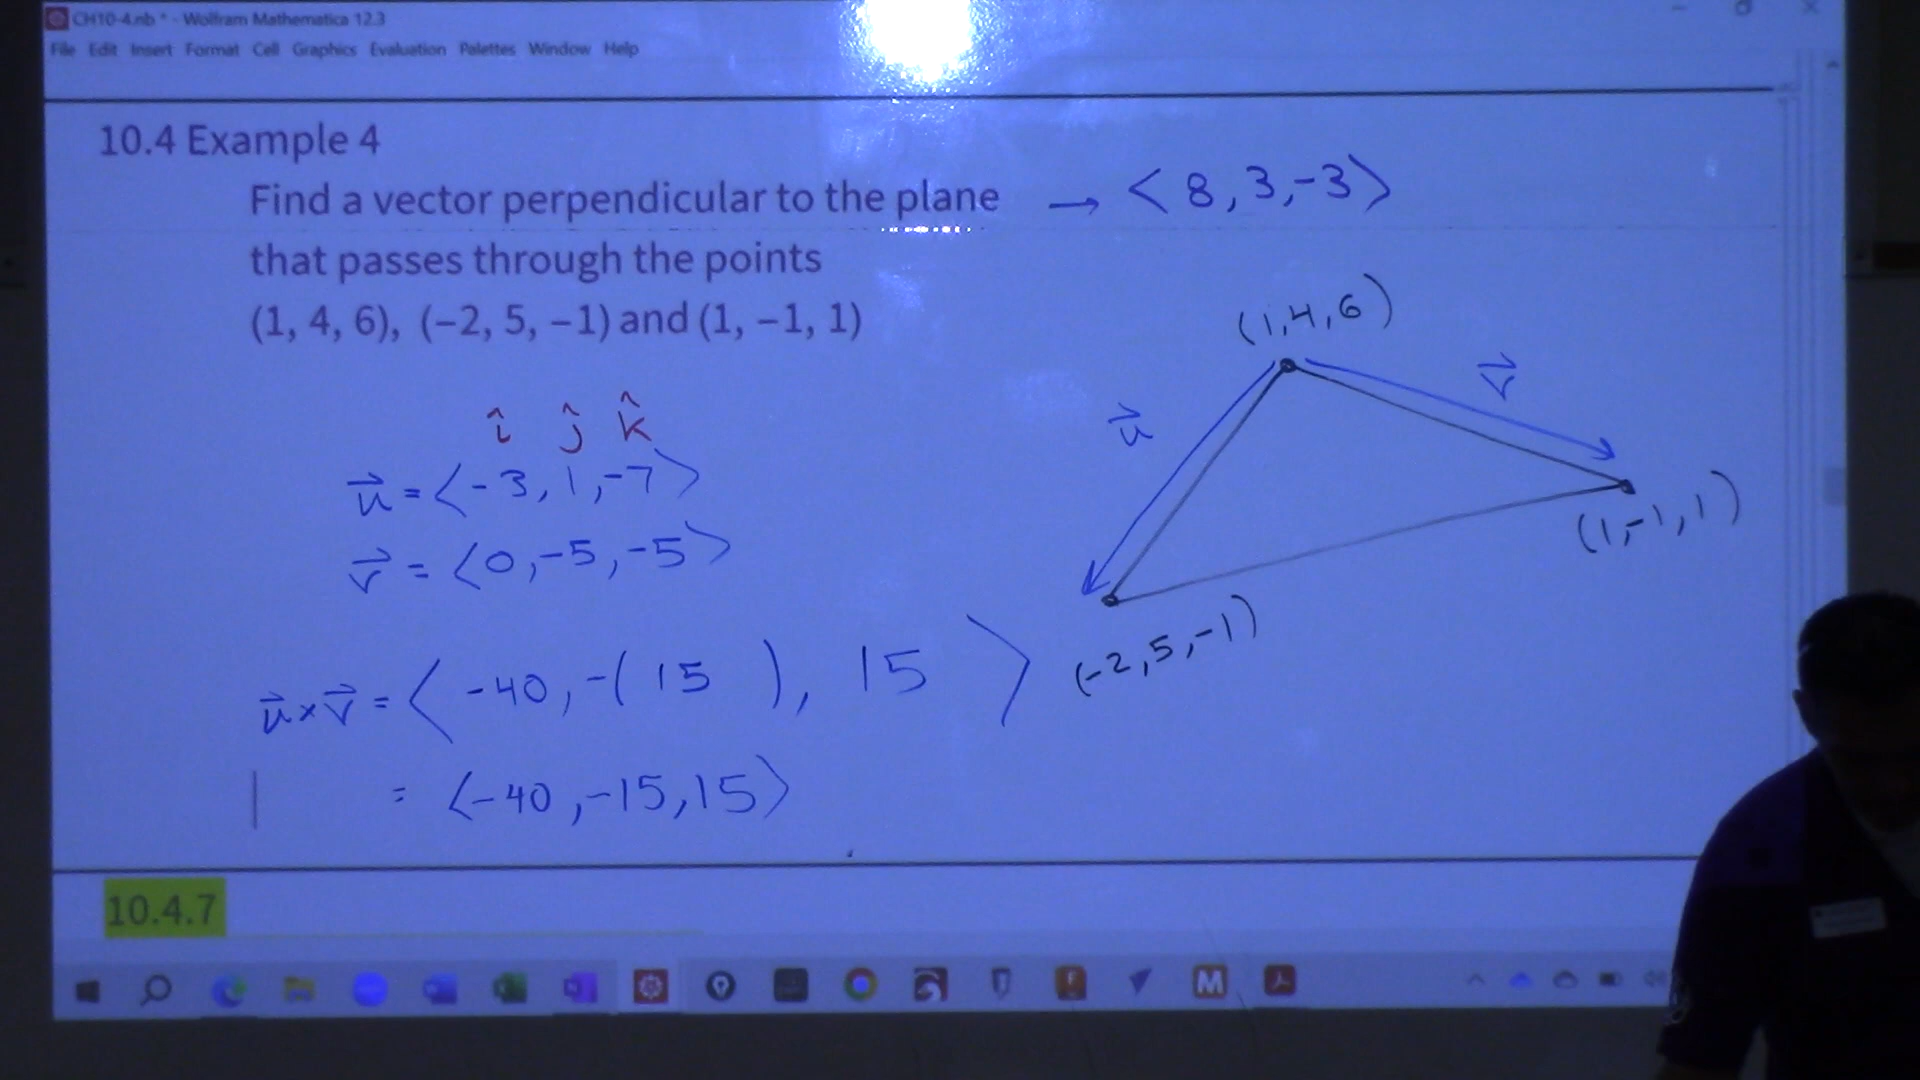 CH10-4.nb * - Wolfram Mathematica 12.3
File Edit Insert Format Cell Graphics Evaluation Palettes Window Help
10.4 Example 4
Find a vector perpendicular to the plane → < 8, 3, -3 >
that passes through the points
(1, 4, 6), (−2, 5, −1) and (1, −1, 1)
(1, 4, 6)
v⃗
u⃗
î ĵ k̂
u⃗ = < -3, 1, -7 >
(1, -1, 1)
v⃗ = < 0, -5, -5 >
(-2, 5, -1)
u⃗ × v⃗ = < -40, -( 15 ), 15 >
= < -40, -15, 15 >
10.4.7